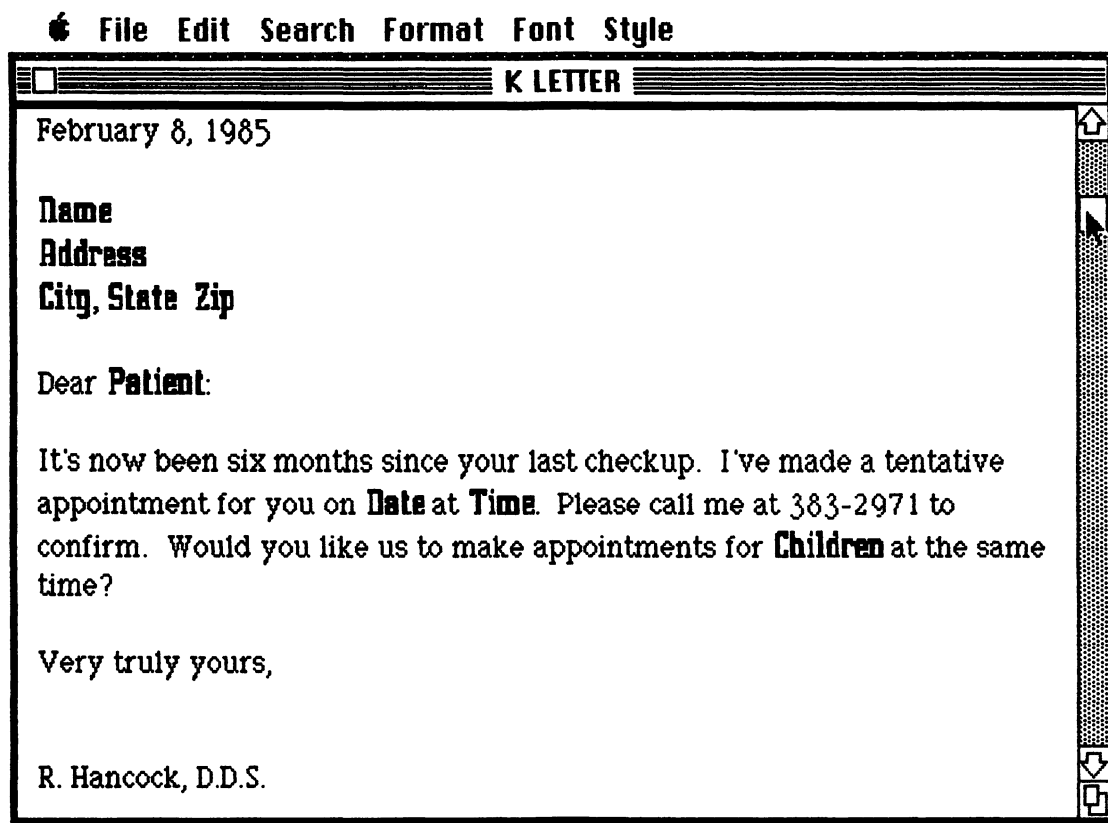 File Edit Search Format Font Style
K LETTER
February 8, 1985
Name
Address
City, State Zip
Dear Patient:
It's now been six months since your last checkup. I've made a tentative
appointment for you on Date at Time. Please call me at 383-2971 to
confirm. Would you like us to make appointments for Children at the same
time?
Very truly yours,
R. Hancock, D.D.S.